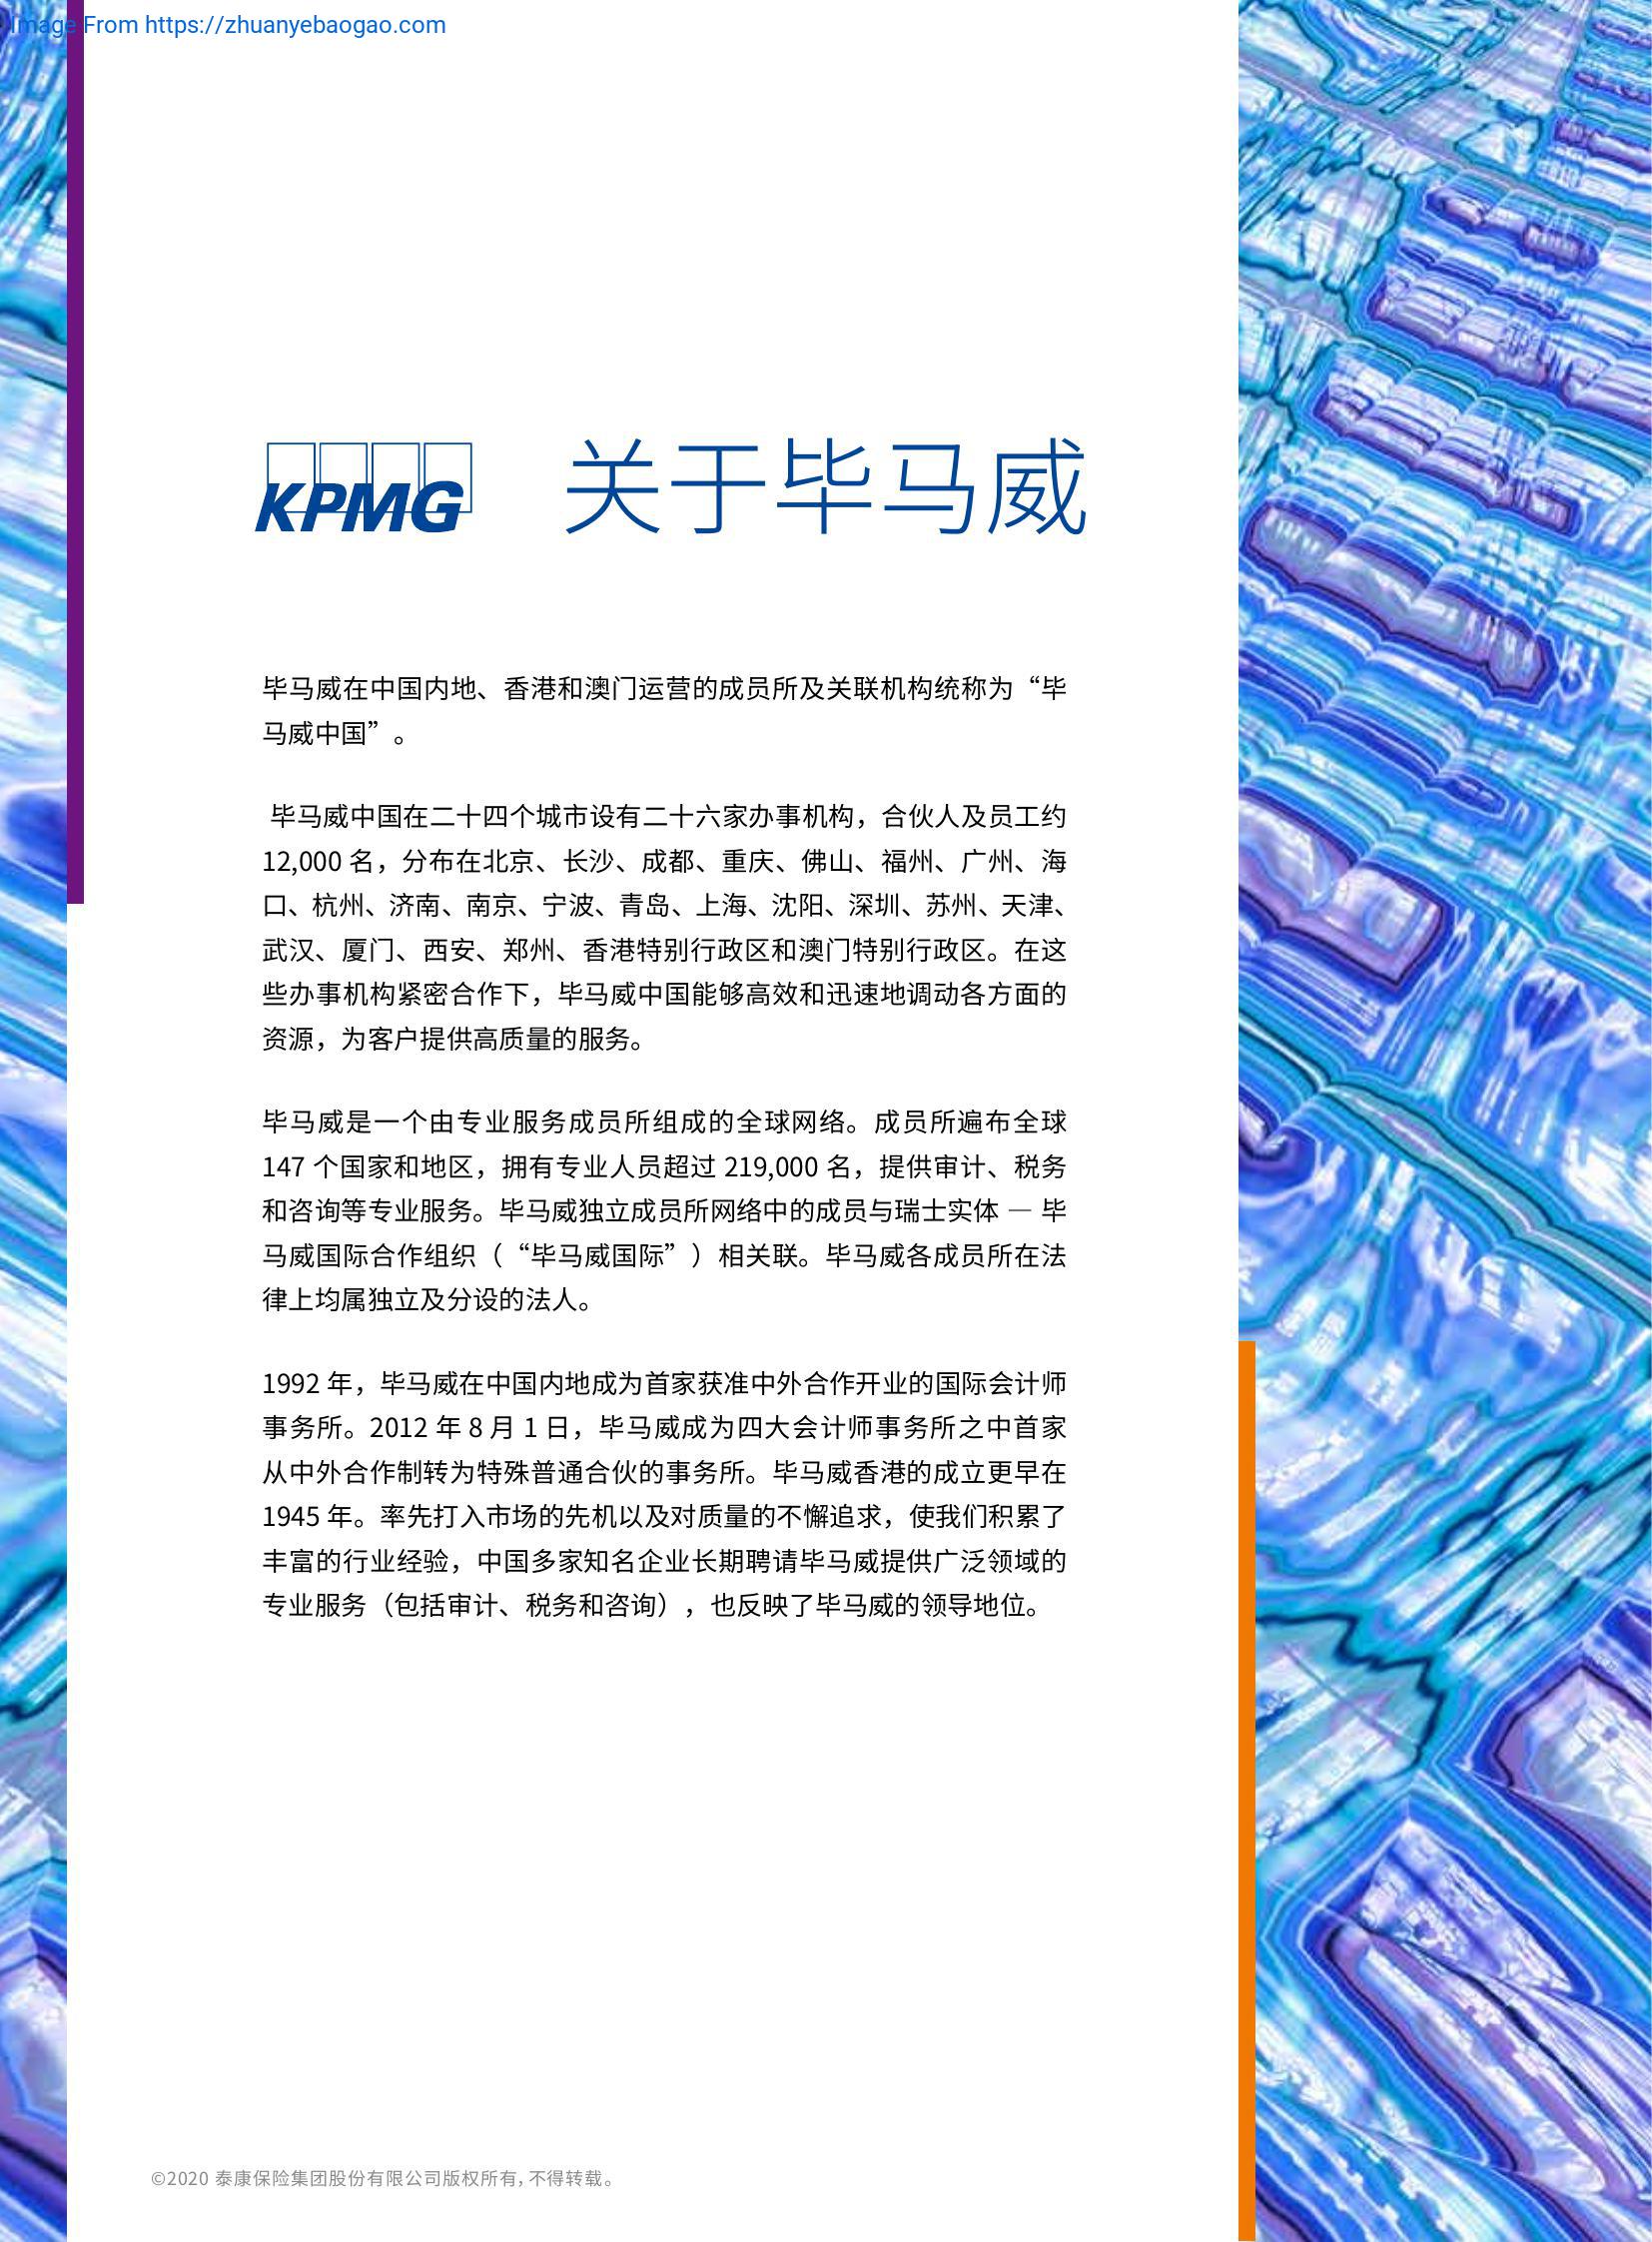 Image From https://zhuanyebaogao.com
KPMG
关于毕马威
毕马威在中国内地、香港和澳门运营的成员所及关联机构统称为“毕
马威中国”。
毕马威中国在二十四个城市设有二十六家办事机构，合伙人及员工约
12,000 名，分布在北京、长沙、成都、重庆、佛山、福州、广州、海
口、杭州、济南、南京、宁波、青岛、上海、沈阳、深圳、苏州、天津、
武汉、厦门、西安、郑州、香港特别行政区和澳门特别行政区。在这
些办事机构紧密合作下，毕马威中国能够高效和迅速地调动各方面的
资源，为客户提供高质量的服务。
毕马威是一个由专业服务成员所组成的全球网络。成员所遍布全球
147 个国家和地区，拥有专业人员超过 219,000 名，提供审计、税务
和咨询等专业服务。毕马威独立成员所网络中的成员与瑞士实体 — 毕
马威国际合作组织（“毕马威国际”）相关联。毕马威各成员所在法
律上均属独立及分设的法人。
1992 年，毕马威在中国内地成为首家获准中外合作开业的国际会计师
事务所。2012 年 8 月 1 日，毕马威成为四大会计师事务所之中首家
从中外合作制转为特殊普通合伙的事务所。毕马威香港的成立更早在
1945 年。率先打入市场的先机以及对质量的不懈追求，使我们积累了
丰富的行业经验，中国多家知名企业长期聘请毕马威提供广泛领域的
专业服务（包括审计、税务和咨询），也反映了毕马威的领导地位。
©2020 泰康保险集团股份有限公司版权所有，不得转载。